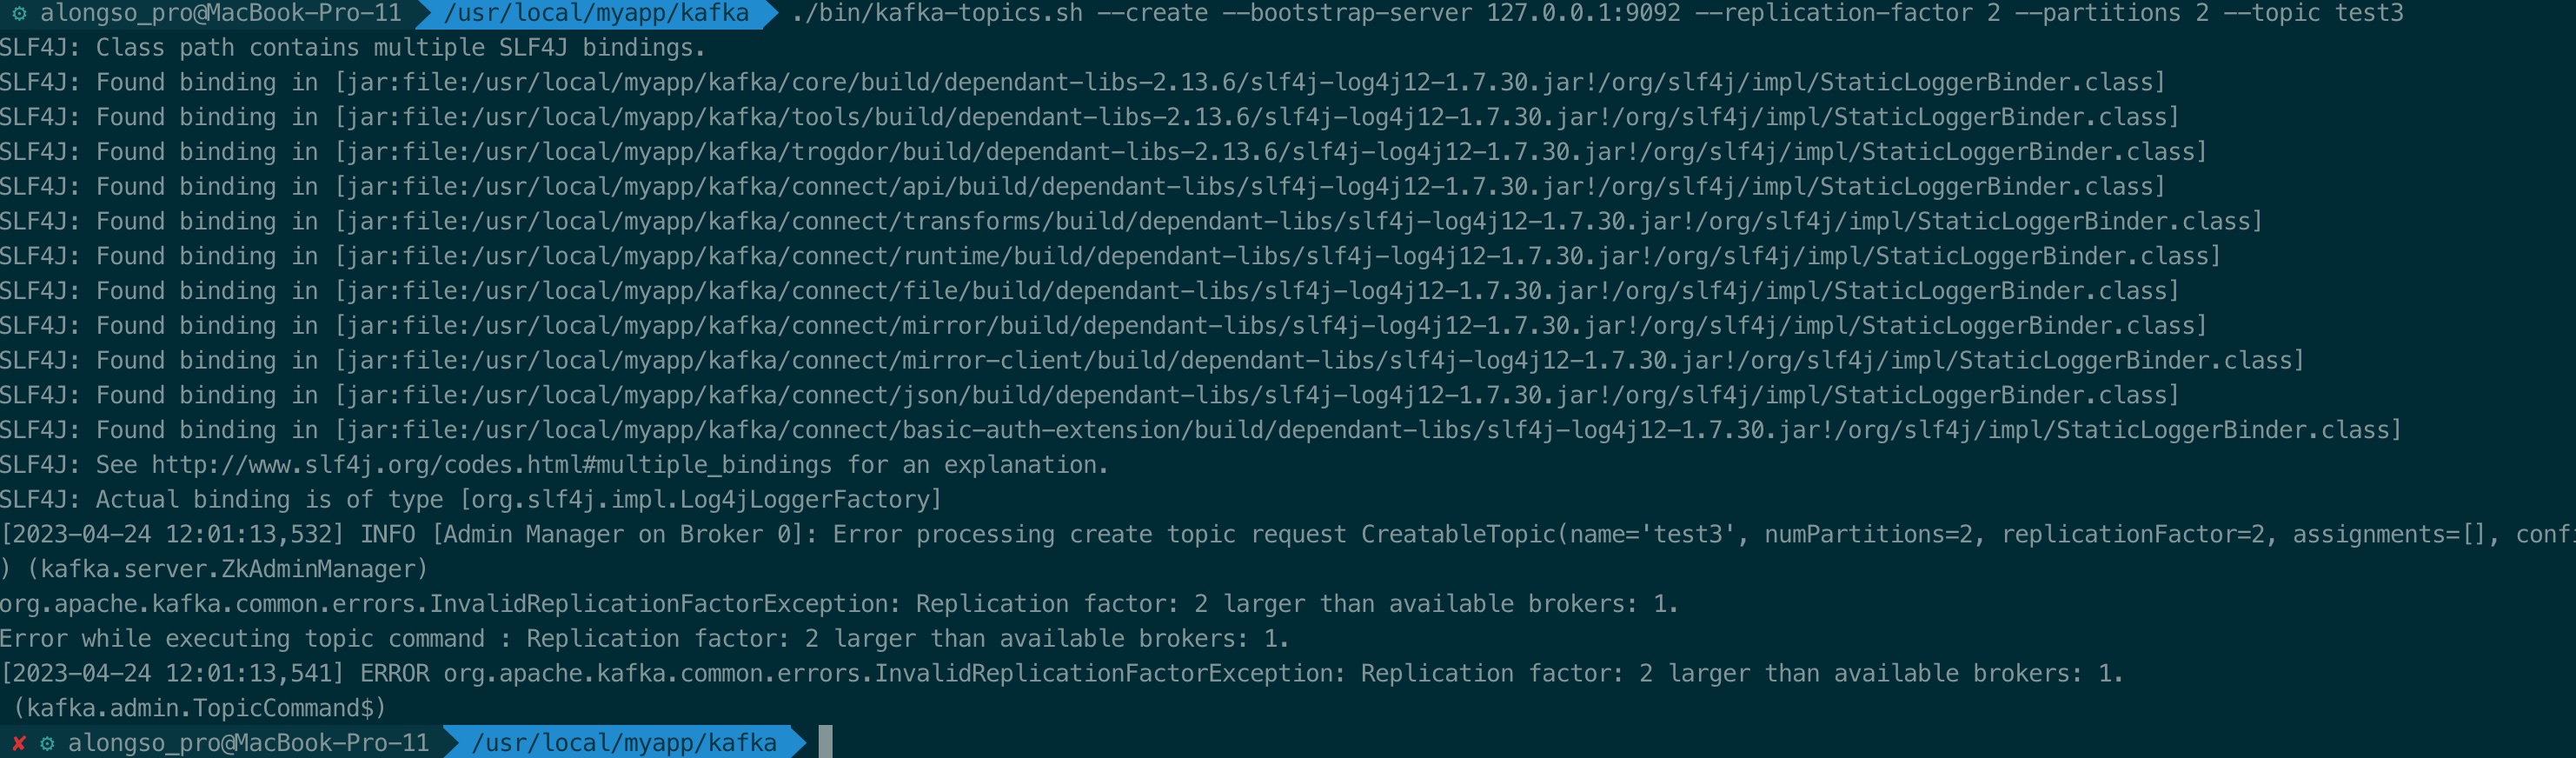 alongso_pro@MacBook-Pro-11 /usr/local/myapp/kafka ./bin/kafka-topics.sh --create --bootstrap-server 127.0.0.1:9092 --replication-factor 2 --partitions 2 --topic test3
SLF4J: Class path contains multiple SLF4J bindings.
SLF4J: Found binding in [jar:file:/usr/local/myapp/kafka/core/build/dependant-libs-2.13.6/slf4j-log4j12-1.7.30.jar!/org/slf4j/impl/StaticLoggerBinder.class]
SLF4J: Found binding in [jar:file:/usr/local/myapp/kafka/tools/build/dependant-libs-2.13.6/slf4j-log4j12-1.7.30.jar!/org/slf4j/impl/StaticLoggerBinder.class]
SLF4J: Found binding in [jar:file:/usr/local/myapp/kafka/trogdor/build/dependant-libs-2.13.6/slf4j-log4j12-1.7.30.jar!/org/slf4j/impl/StaticLoggerBinder.class]
SLF4J: Found binding in [jar:file:/usr/local/myapp/kafka/connect/api/build/dependant-libs/slf4j-log4j12-1.7.30.jar!/org/slf4j/impl/StaticLoggerBinder.class]
SLF4J: Found binding in [jar:file:/usr/local/myapp/kafka/connect/transforms/build/dependant-libs/slf4j-log4j12-1.7.30.jar!/org/slf4j/impl/StaticLoggerBinder.class]
SLF4J: Found binding in [jar:file:/usr/local/myapp/kafka/connect/runtime/build/dependant-libs/slf4j-log4j12-1.7.30.jar!/org/slf4j/impl/StaticLoggerBinder.class]
SLF4J: Found binding in [jar:file:/usr/local/myapp/kafka/connect/file/build/dependant-libs/slf4j-log4j12-1.7.30.jar!/org/slf4j/impl/StaticLoggerBinder.class]
SLF4J: Found binding in [jar:file:/usr/local/myapp/kafka/connect/mirror/build/dependant-libs/slf4j-log4j12-1.7.30.jar!/org/slf4j/impl/StaticLoggerBinder.class]
SLF4J: Found binding in [jar:file:/usr/local/myapp/kafka/connect/mirror-client/build/dependant-libs/slf4j-log4j12-1.7.30.jar!/org/slf4j/impl/StaticLoggerBinder.class]
SLF4J: Found binding in [jar:file:/usr/local/myapp/kafka/connect/json/build/dependant-libs/slf4j-log4j12-1.7.30.jar!/org/slf4j/impl/StaticLoggerBinder.class]
SLF4J: Found binding in [jar:file:/usr/local/myapp/kafka/connect/basic-auth-extension/build/dependant-libs/slf4j-log4j12-1.7.30.jar!/org/slf4j/impl/StaticLoggerBinder.class]
SLF4J: See http://www.slf4j.org/codes.html#multiple_bindings for an explanation.
SLF4J: Actual binding is of type [org.slf4j.impl.Log4jLoggerFactory]
[2023-04-24 12:01:13,532] INFO [Admin Manager on Broker 0]: Error processing create topic request CreatableTopic(name='test3', numPartitions=2, replicationFactor=2, assignments=[], conf
) (kafka.server.ZkAdminManager)
org.apache.kafka.common.errors.InvalidReplicationFactorException: Replication factor: 2 larger than available brokers: 1.
Error while executing topic command : Replication factor: 2 larger than available brokers: 1.
[2023-04-24 12:01:13,541] ERROR org.apache.kafka.common.errors.InvalidReplicationFactorException: Replication factor: 2 larger than available brokers: 1.
(kafka.admin.TopicCommand$)
✘ ⚙ alongso_pro@MacBook-Pro-11 /usr/local/myapp/kafka